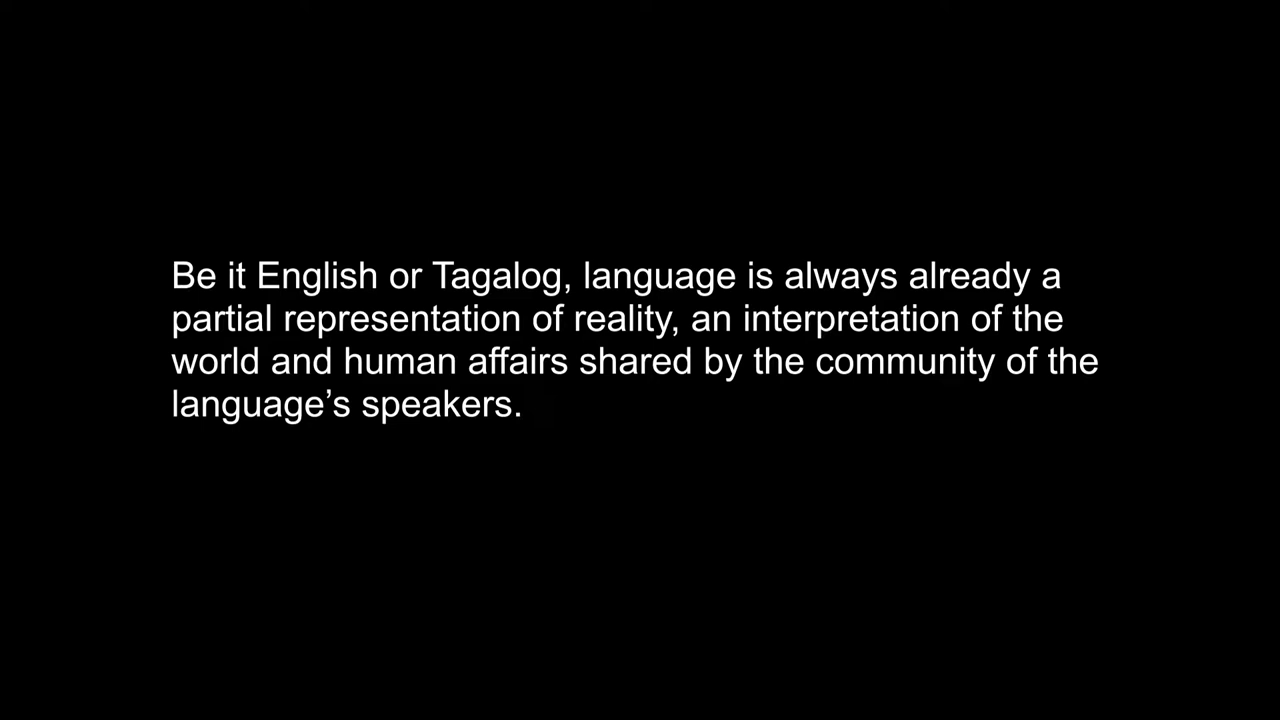 Be it English or Tagalog, language is always already a
partial representation of reality, an interpretation of the
world and human affairs shared by the community of the
language’s speakers.